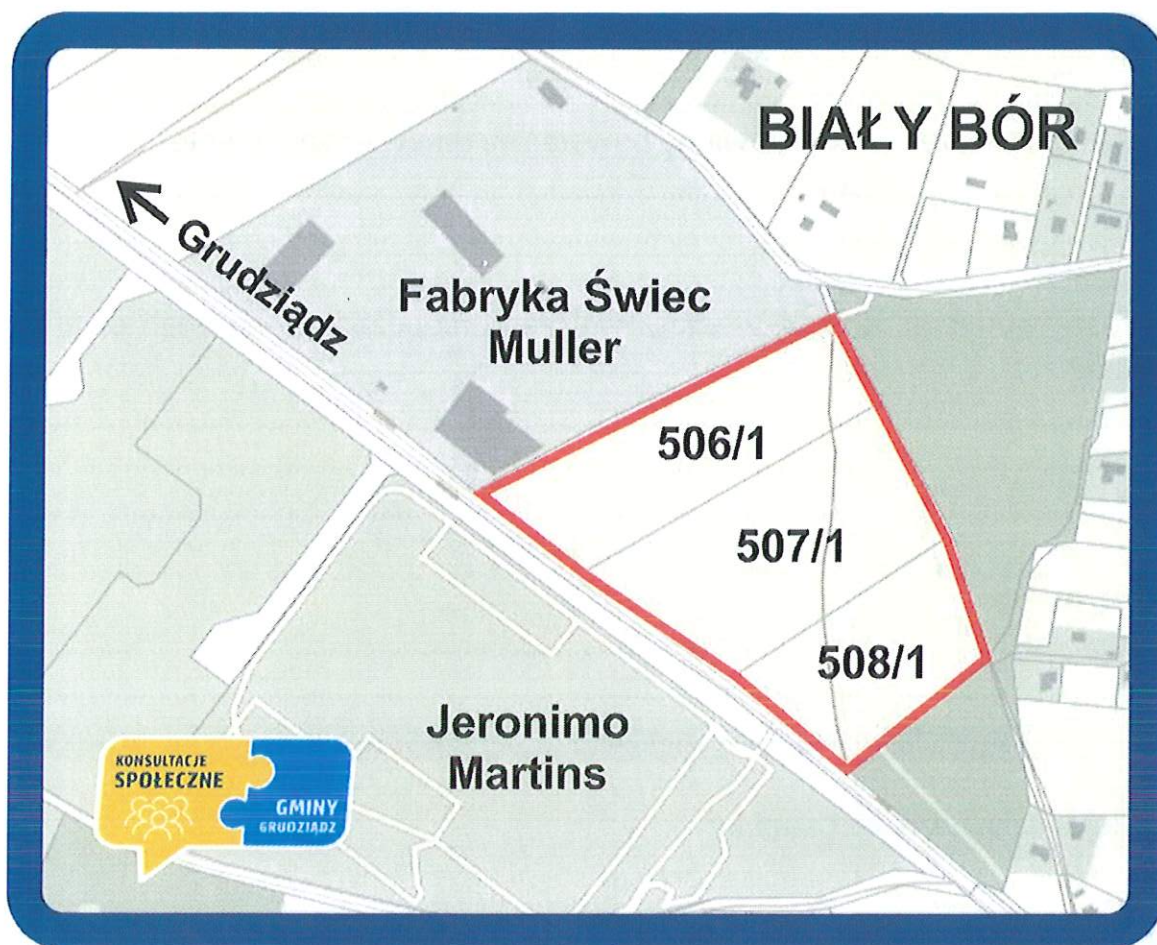 BIAŁY BÓR
Grudziądz
Fabryka Świec
Muller
506/1
507/1
508/1
Jeronimo
Martins
KONSULTACJE
SPOŁECZNE
GMINY
GRUDZIĄDZ